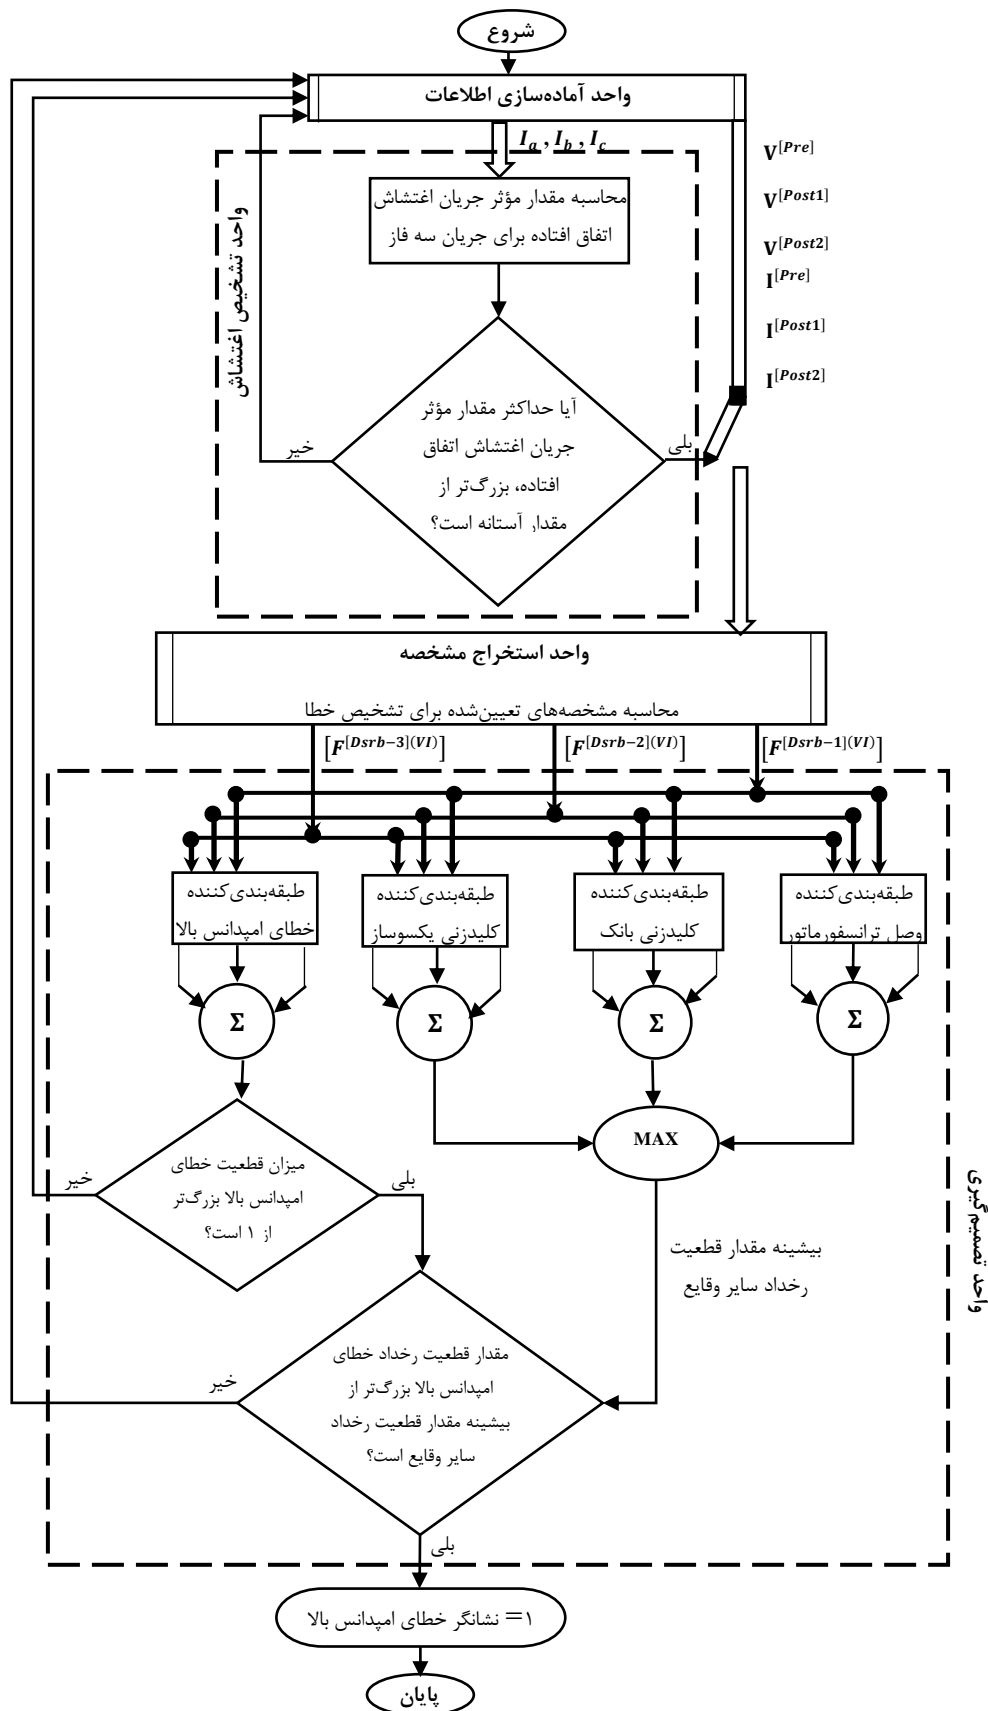 شروع
واحد آماده‌سازی اطلاعات
I_a , I_b , I_c
V^[Pre]
V^[Post1]
V^[Post2]
I^[Pre]
I^[Post1]
I^[Post2]
واحد تشخیص اغتشاش
محاسبه مقدار مؤثر جریان اغتشاش
اتفاق افتاده برای جریان سه فاز
آیا حداکثر مقدار مؤثر
جریان اغتشاش اتفاق
افتاده، بزرگ‌تر از
مقدار آستانه است؟
بلی
خیر
واحد استخراج مشخصه
محاسبه مشخصه‌های تعیین‌شده برای تشخیص خطا
[F^[Dsrb−3](VI)]
[F^[Dsrb−2](VI)]
[F^[Dsrb−1](VI)]
طبقه‌بندی‌کننده
وصل ترانسفورماتور
طبقه‌بندی‌کننده
کلیدزنی بانک
طبقه‌بندی‌کننده
کلیدزنی یکسوساز
طبقه‌بندی‌کننده
خطای امپدانس بالا
Σ
Σ
Σ
Σ
MAX
میزان قطعیت خطای
امپدانس بالا بزرگ‌تر
از ۱ است؟
بلی
خیر
بیشینه مقدار قطعیت
رخداد سایر وقایع
واحد تصمیم‌گیری
مقدار قطعیت رخداد خطای
امپدانس بالا بزرگ‌تر از
بیشینه مقدار قطعیت رخداد
سایر وقایع است؟
خیر
بلی
۱= نشانگر خطای امپدانس بالا
پایان